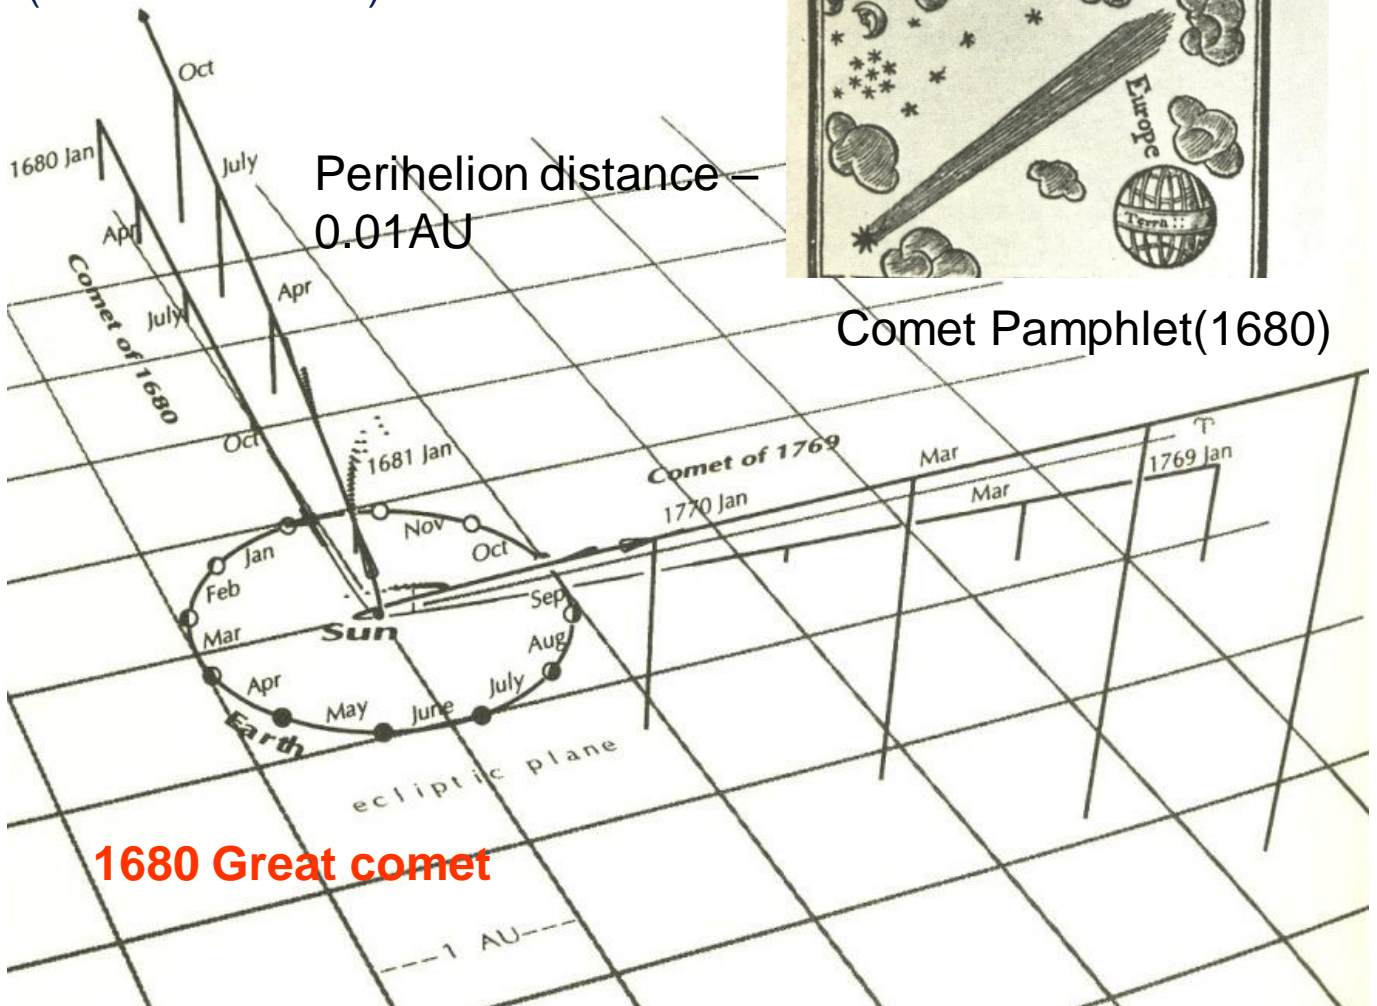 Oct
1680 Jan
July
Perihelion distance –
0.01AU
Europe
Terra ::
Apr
Apr
July
Comet of 1680
Comet Pamphlet(1680)
Oct
1681 Jan
Comet of 1769
Mar
♈
1769 Jan
1770 Jan
Mar
Nov
Oct
Jan
Feb
Sep
Mar
Sun
Aug
Apr
July
May
June
Earth
ecliptic plane
1680 Great comet
----1 AU----